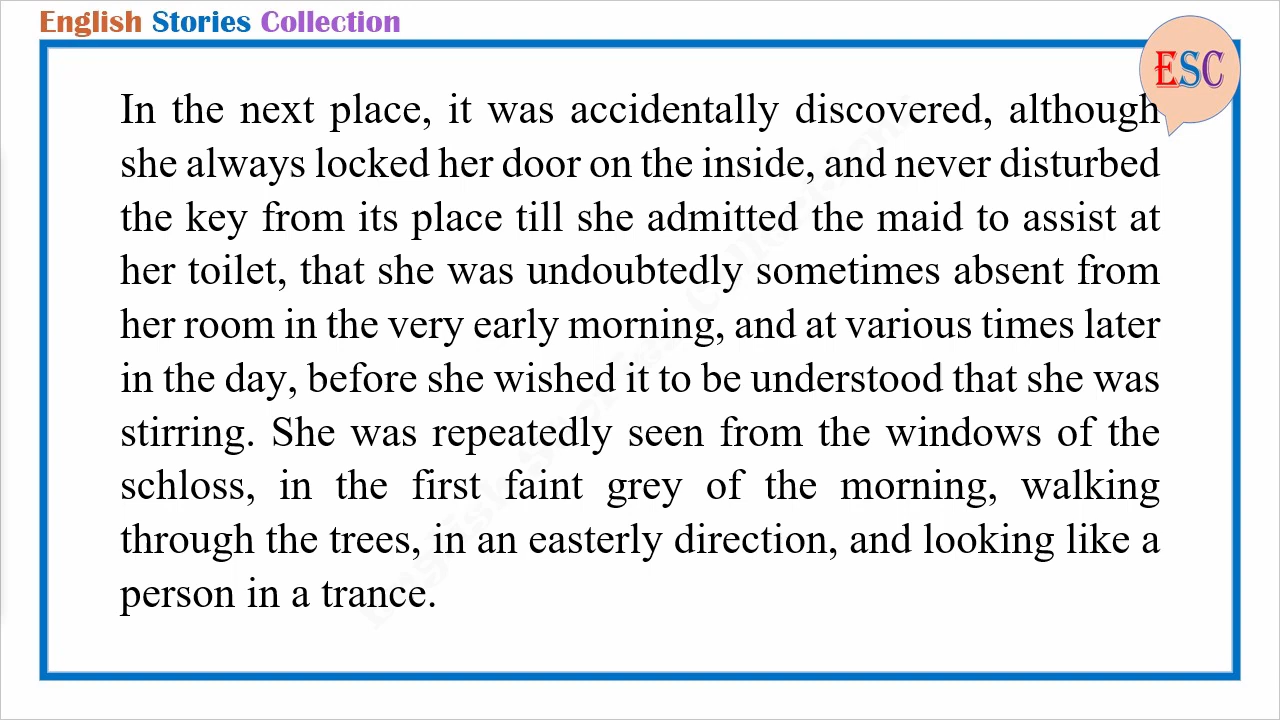 English Stories Collection
ESC
In the next place, it was accidentally discovered, although
she always locked her door on the inside, and never disturbed
the key from its place till she admitted the maid to assist at
her toilet, that she was undoubtedly sometimes absent from
her room in the very early morning, and at various times later
in the day, before she wished it to be understood that she was
stirring. She was repeatedly seen from the windows of the
schloss, in the first faint grey of the morning, walking
through the trees, in an easterly direction, and looking like a
person in a trance.